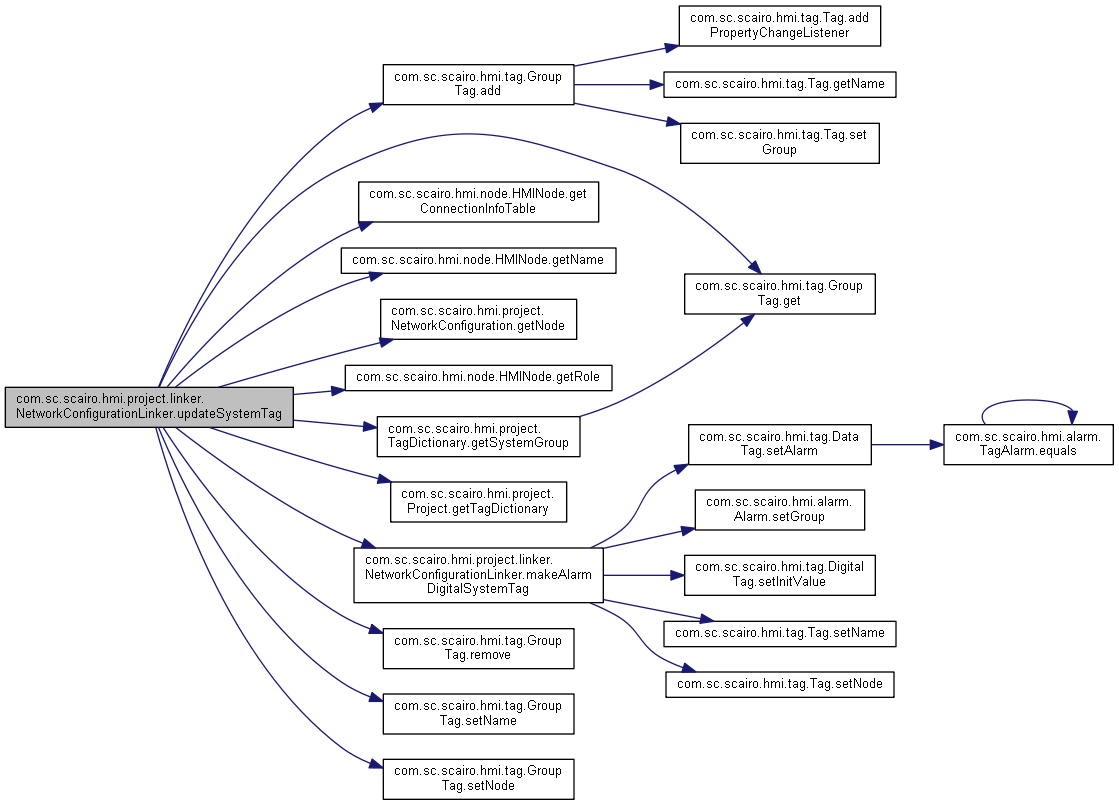 com.sc.scairo.hmi.tag.Tag.add
PropertyChangeListener
com.sc.scairo.hmi.tag.Group
Tag.add
com.sc.scairo.hmi.tag.Tag.getName
com.sc.scairo.hmi.tag.Tag.set
Group
com.sc.scairo.hmi.node.HMINode.get
ConnectionInfoTable
com.sc.scairo.hmi.node.HMINode.getName
com.sc.scairo.hmi.tag.Group
Tag.get
com.sc.scairo.hmi.project.
NetworkConfiguration.getNode
com.sc.scairo.hmi.node.HMINode.getRole
com.sc.scairo.hmi.project.linker.
NetworkConfigurationLinker.updateSystemTag
com.sc.scairo.hmi.project.
TagDictionary.getSystemGroup
com.sc.scairo.hmi.tag.Data
Tag.setAlarm
com.sc.scairo.hmi.alarm.
TagAlarm.equals
com.sc.scairo.hmi.project.
Project.getTagDictionary
com.sc.scairo.hmi.alarm.
Alarm.setGroup
com.sc.scairo.hmi.project.linker.
NetworkConfigurationLinker.makeAlarm
DigitalSystemTag
com.sc.scairo.hmi.tag.Digital
Tag.setInitValue
com.sc.scairo.hmi.tag.Tag.setName
com.sc.scairo.hmi.tag.Group
Tag.remove
com.sc.scairo.hmi.tag.Tag.setNode
com.sc.scairo.hmi.tag.Group
Tag.setName
com.sc.scairo.hmi.tag.Group
Tag.setNode